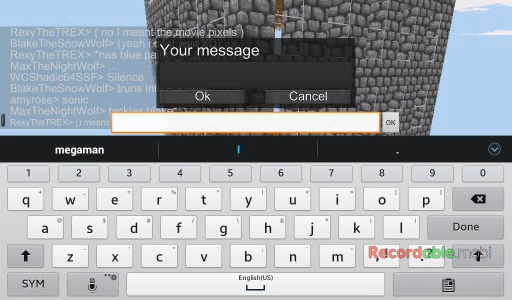 RexyTheTREX> ( no I meant the movie pixels )
BlakeTheSnowWolf> (yeah i
RexyTheTREX> *has blue pa
MaxTheNightWolf>
WCShadic64SSF> Silence
BlakeTheSnowWolf> truns into
amyrose> sonic
MaxTheNightWolf> tackles blake*
RexyTheTREX> () means
Your message
Ok Cancel
OK
megaman I .
1 2 3 4 5 6 7 8 9 0
q w e r t y u i o p
a s d f g h j k l Done
z x c v b n m , ! . ?
Recordable.mobi
SYM English(US)